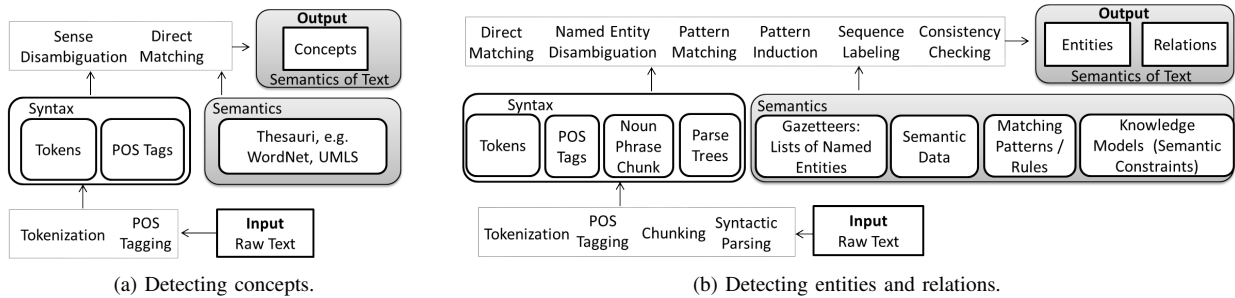 Sense
Disambiguation
Direct
Matching
Output
Concepts
Semantics of Text
Syntax
Tokens
POS Tags
Semantics
Thesauri, e.g.
WordNet, UMLS
Tokenization
POS
Tagging
Input
Raw Text
(a) Detecting concepts.
Direct
Matching
Named Entity
Disambiguation
Pattern
Matching
Pattern
Induction
Sequence
Labeling
Consistency
Checking
Output
Entities
Relations
Semantics of Text
Syntax
Tokens
POS
Tags
Noun
Phrase
Chunk
Parse
Trees
Semantics
Gazetteers:
Lists of Named
Entities
Semantic
Data
Matching
Patterns /
Rules
Knowledge
Models (Semantic
Constraints)
Tokenization
POS
Tagging
Chunking
Syntactic
Parsing
Input
Raw Text
(b) Detecting entities and relations.